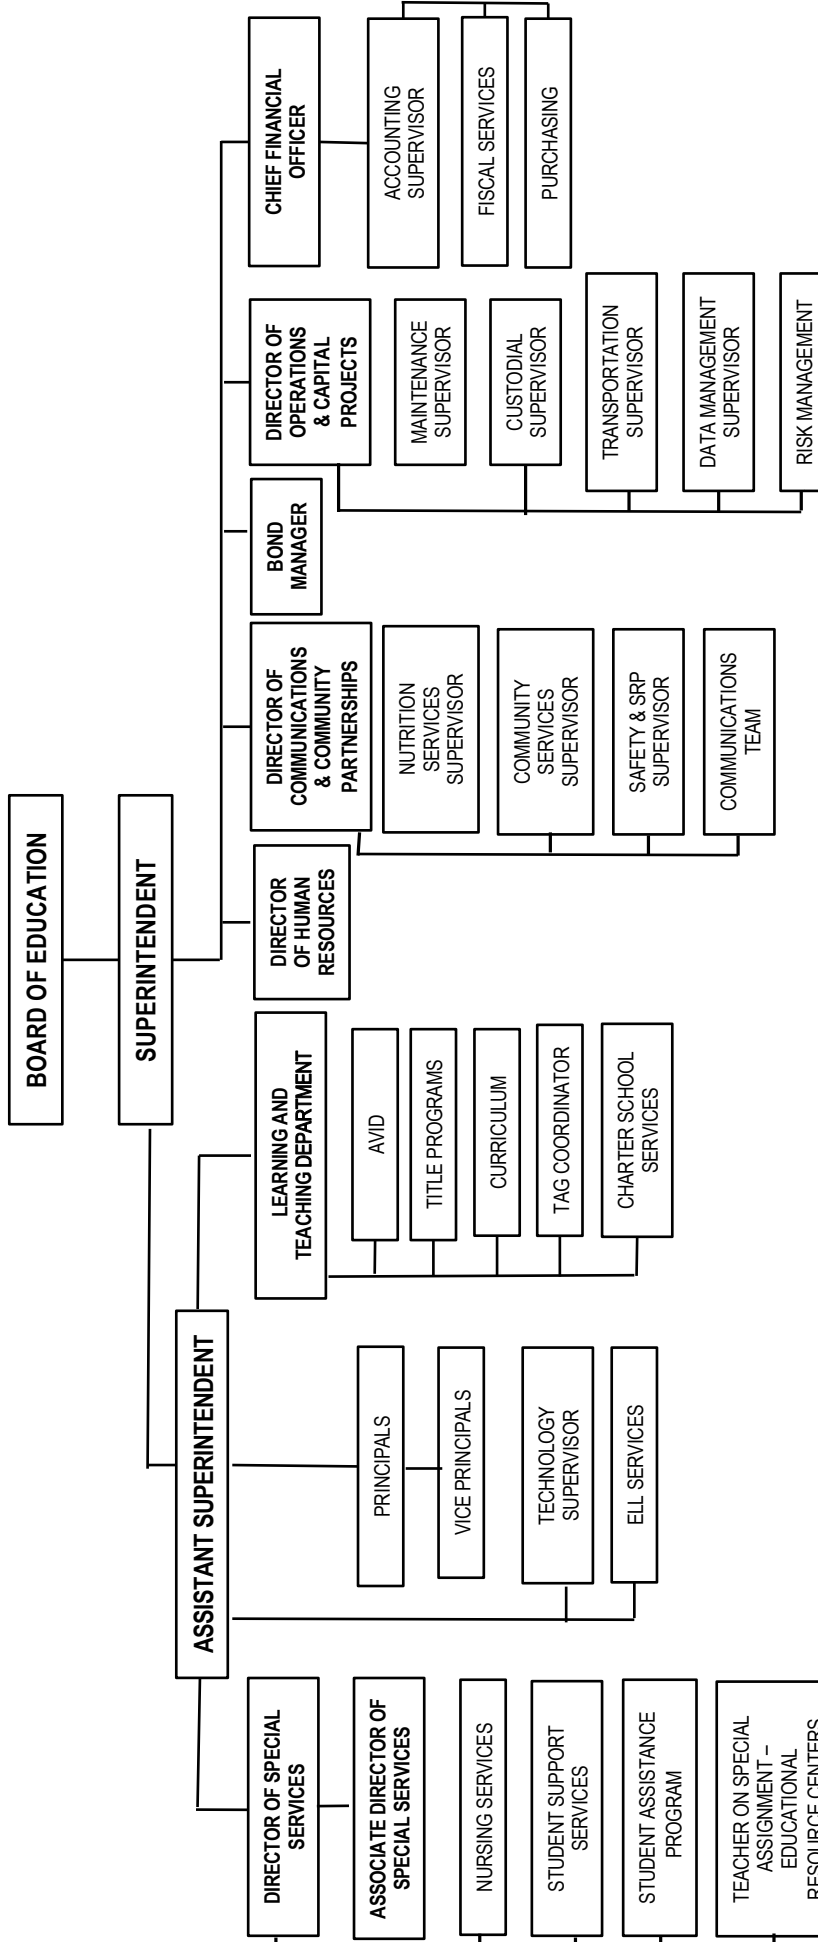 BOARD OF EDUCATION
SUPERINTENDENT
ASSISTANT SUPERINTENDENT
DIRECTOR OF SPECIAL
SERVICES
ASSOCIATE DIRECTOR OF
SPECIAL SERVICES
NURSING SERVICES
STUDENT SUPPORT
SERVICES
STUDENT ASSISTANCE
PROGRAM
TEACHER ON SPECIAL
ASSIGNMENT –
EDUCATIONAL
RESOURCE CENTERS
PRINCIPALS
VICE PRINCIPALS
TECHNOLOGY
SUPERVISOR
ELL SERVICES
LEARNING AND
TEACHING DEPARTMENT
AVID
TITLE PROGRAMS
CURRICULUM
TAG COORDINATOR
CHARTER SCHOOL
SERVICES
DIRECTOR
OF HUMAN
RESOURCES
DIRECTOR OF
COMMUNICATIONS
& COMMUNITY
PARTNERSHIPS
NUTRITION
SERVICES
SUPERVISOR
COMMUNITY
SERVICES
SUPERVISOR
SAFETY & SRP
SUPERVISOR
COMMUNICATIONS
TEAM
BOND
MANAGER
DIRECTOR OF
OPERATIONS
& CAPITAL
PROJECTS
MAINTENANCE
SUPERVISOR
CUSTODIAL
SUPERVISOR
TRANSPORTATION
SUPERVISOR
DATA MANAGEMENT
SUPERVISOR
RISK MANAGEMENT
CHIEF FINANCIAL
OFFICER
ACCOUNTING
SUPERVISOR
FISCAL SERVICES
PURCHASING